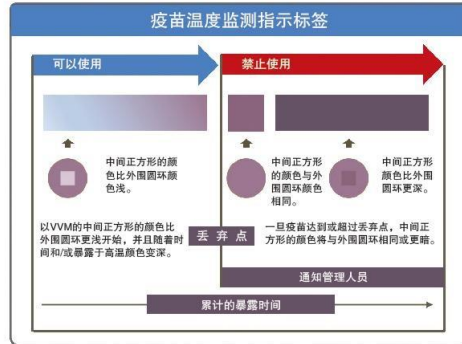 疫苗温度监测指示标签
可以使用
禁止使用
中间正方形的颜
色比外围圆环颜
色浅。
中间正方形
的颜色与外
围圆环颜色
相同。
中间正方形
颜色比外围
圆环更深。
以VVM的中间正方形的颜色比
外围圆环更浅开始，并且随着时
间和/或暴露于高温颜色变深。
丢弃点
一旦疫苗达到或超过丢弃点，中间正
方形的颜色将与外围圆环相同或更暗。
通知管理人员
累计的暴露时间